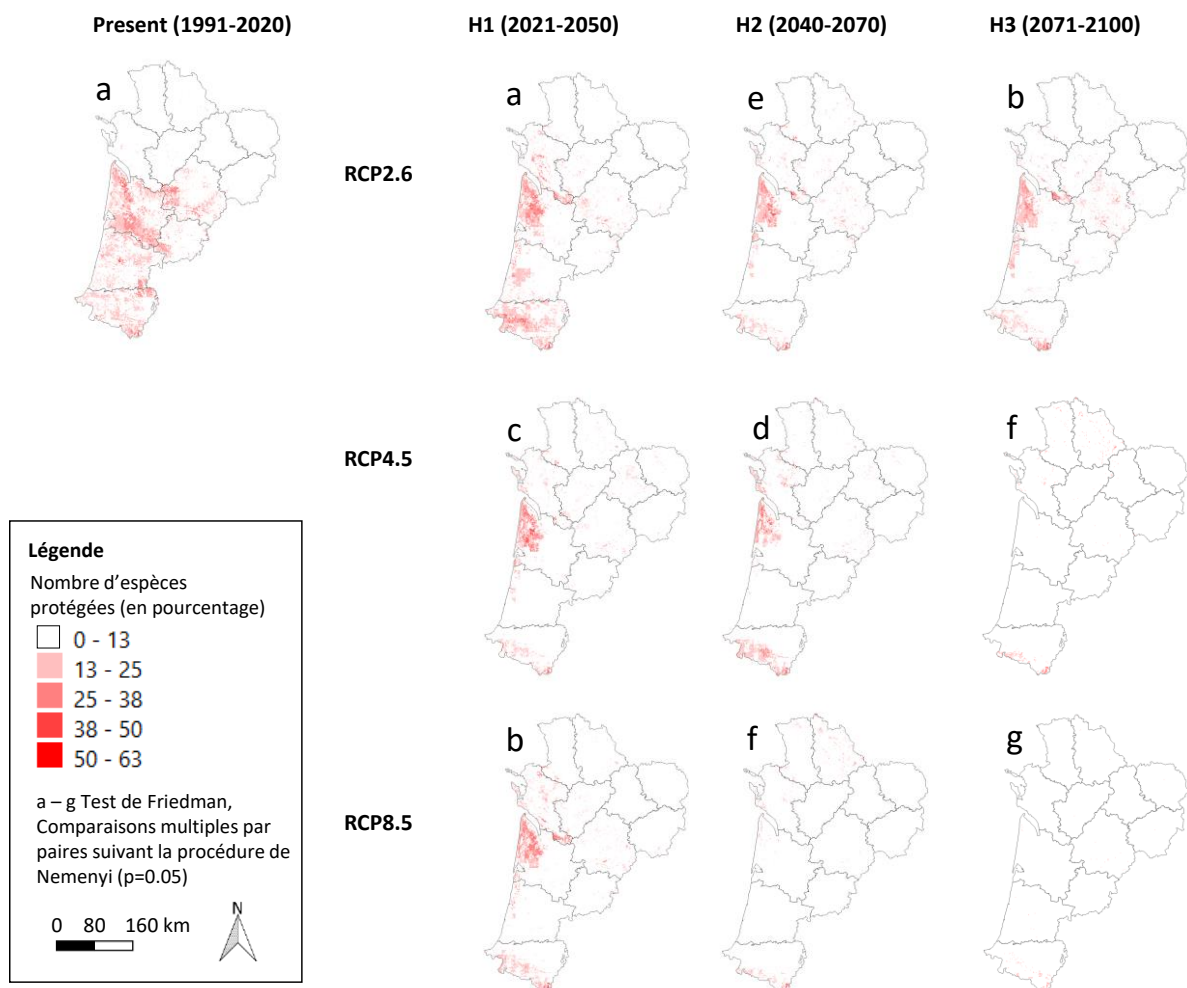 Present (1991-2020)
H1 (2021-2050)
H2 (2040-2070)
H3 (2071-2100)
a
RCP2.6
a
e
b
RCP4.5
c
d
f
RCP8.5
b
f
g
Légende
Nombre d'espèces
protégées (en pourcentage)
0 - 13
13 - 25
25 - 38
38 - 50
50 - 63
a – g Test de Friedman,
Comparaisons multiples par
paires suivant la procédure de
Nemenyi (p=0.05)
0 80 160 km
N